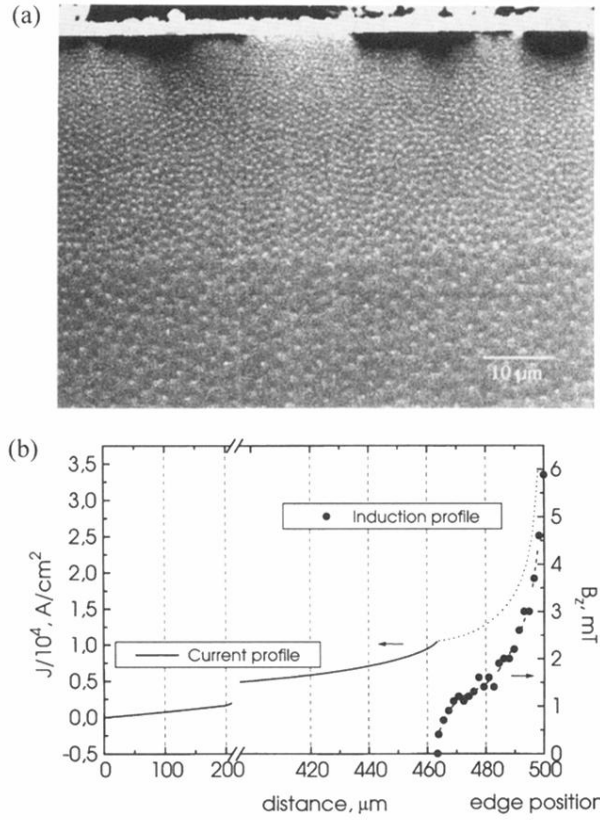 (a)
10 μm
(b)
3,5
3,0
2,5
2,0
1,5
1,0
0,5
0,0
-0,5
J/10⁴, A/cm²
Induction profile
Current profile
6
5
4
3
2
1
0
B_z, mT
0 100 200 420 440 460 480 500
distance, μm edge position